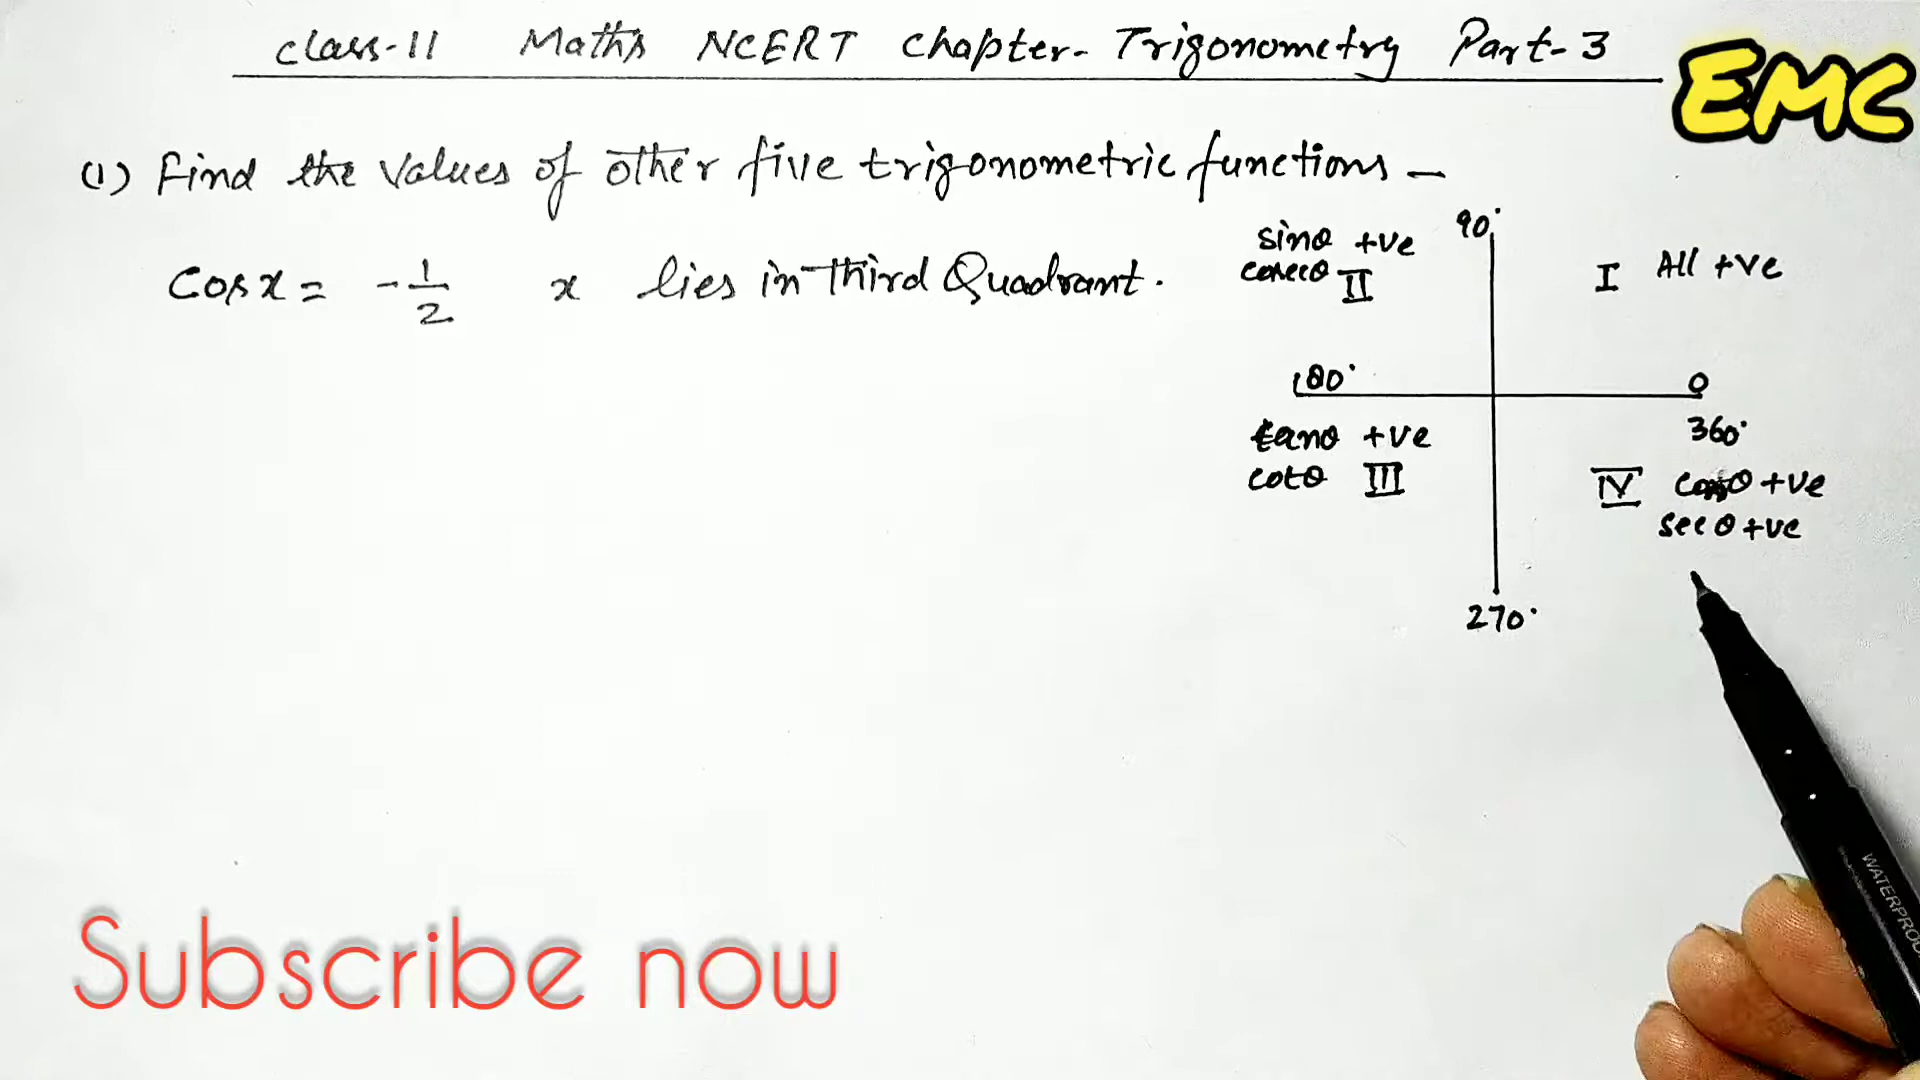 class-11 Maths NCERT Chapter- Trigonometry Part-3
EMC
(1) Find the values of other five trigonometric functions –
Cos x = -1/2 x lies in third Quadrant.
90°
sinθ +ve
cosecθ II
I All +ve
180°
0
360°
tanθ +ve
cotθ III
IV cosθ +ve
secθ +ve
270°
WATERPROO
Subscribe now